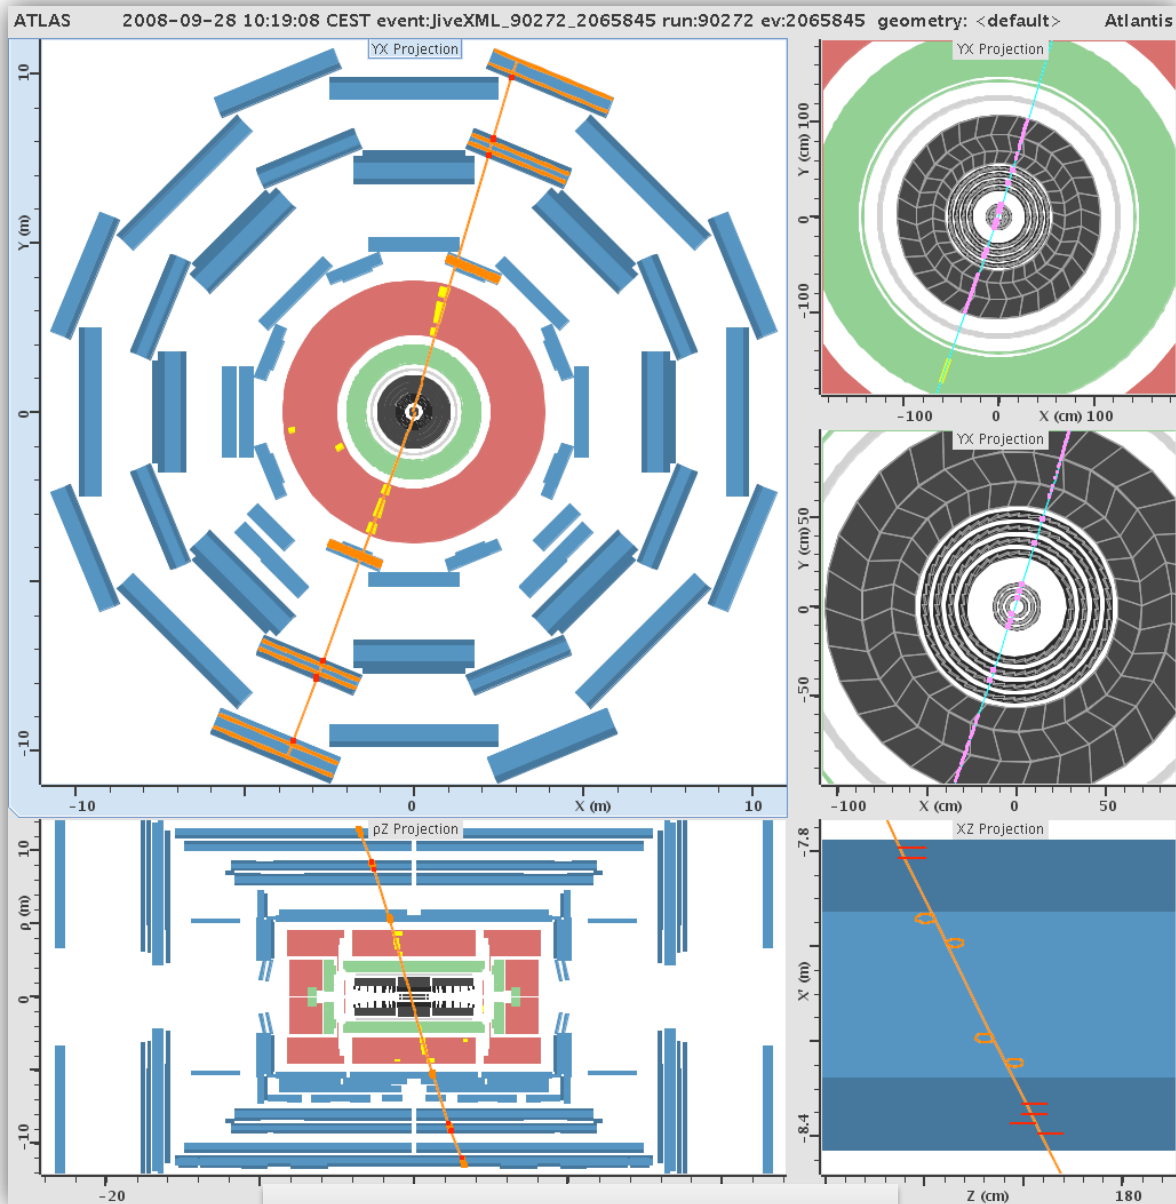 ATLAS 2008-09-28 10:19:08 CEST event:JiveXML_90272_2065845 run:90272 ev:2065845 geometry: <default> Atlantis
YX Projection
10
Y (m)
0
-10
-10 0 X (m) 10
YX Projection
Y (cm) 100
0
-100
-100 0 X (cm) 100
YX Projection
Y (cm) 50
0
-50
-100 X (cm) 0 50
ρZ Projection
10
ρ (m)
0
-10
-20
XZ Projection
-7.8
X' (m)
-8.4
Z (cm) 180